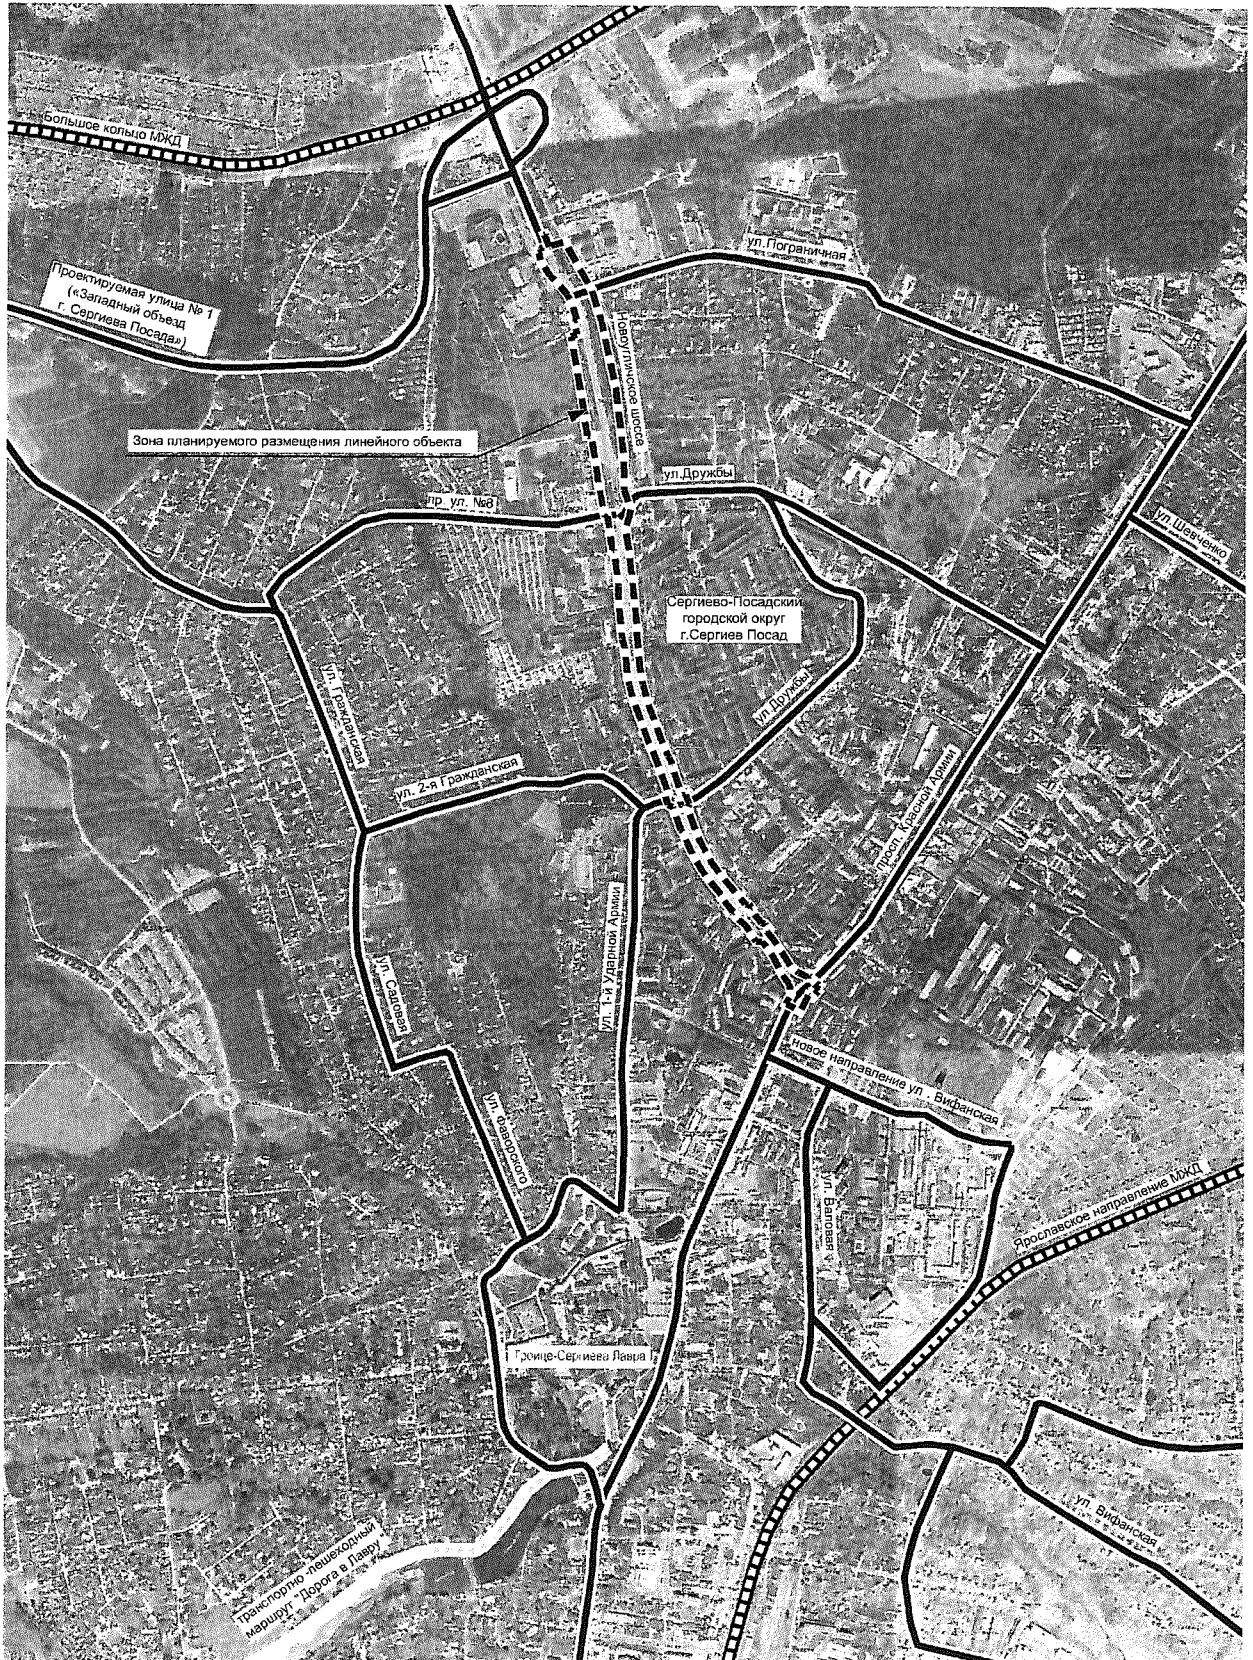 Большое кольцо МЖД
ул.Пограничная
Проектируемая улица № 1
(«Западный объезд
г. Сергиева Посада»)
Новоугличское шоссе
Зона планируемого размещения линейного объекта
ул.Дружбы
пр. ул. №8
ул.Шевченко
Сергиево-Посадский
городской округ
г.Сергиев Посад
ул. Гражданская
ул.Дружбы
ул. 2-я Гражданская
просп. Красной Армии
ул. 1-й Ударной Армии
ул. Садовая
новое направление ул . Вифанская
ул. Фаворского
ул. Валовая
Ярославское направление МЖД
Троице-Сергиева Лавра
ул. Вифанская
транспортно -пешеходный
маршрут "Дорога в Лавру"